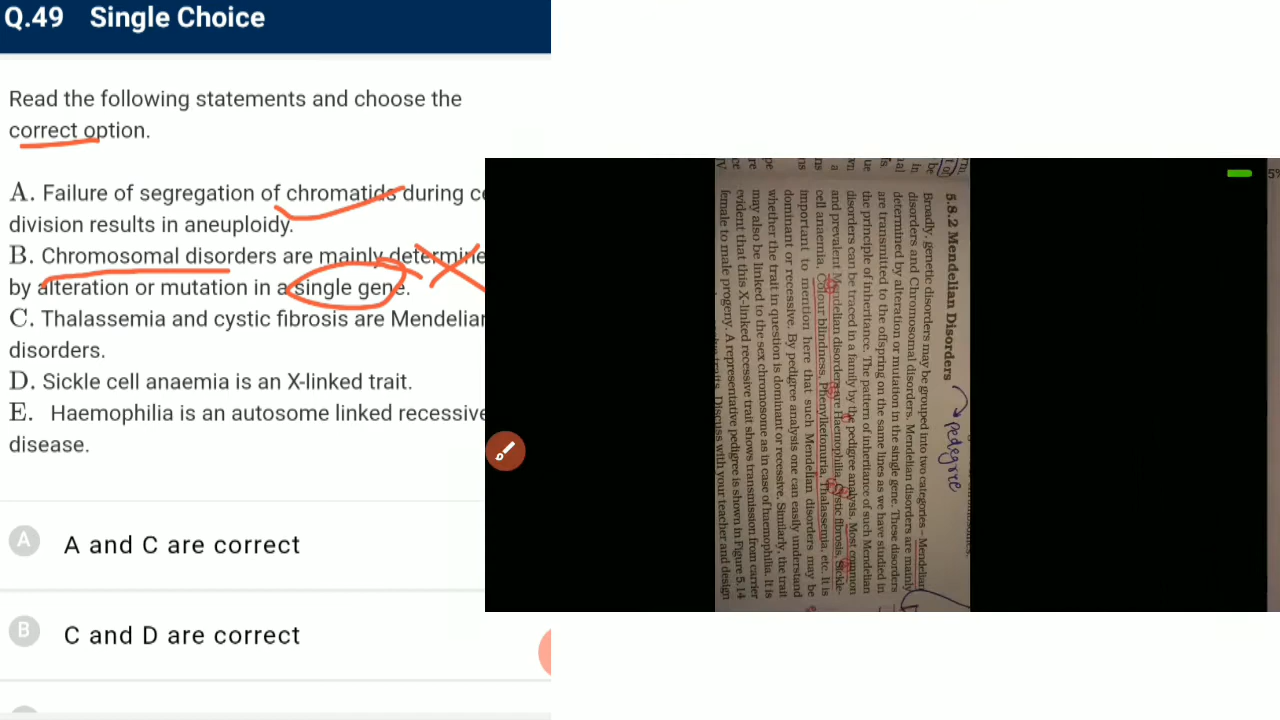 Q.49 Single Choice
Read the following statements and choose the
correct option.
A. Failure of segregation of chromatids during ce
division results in aneuploidy.
B. Chromosomal disorders are mainly determine
by alteration or mutation in a single gene.
C. Thalassemia and cystic fibrosis are Mendelian
disorders.
D. Sickle cell anaemia is an X-linked trait.
E. Haemophilia is an autosome linked recessive
disease.
A
A and C are correct
B
C and D are correct
5.8.2 Mendelian Disorders
pedegree
Broadly, genetic disorders may be grouped into two categories – Mendelian
disorders and Chromosomal disorders. Mendelian disorders are mainly
determined by alteration or mutation in the single gene. These disorders
are transmitted to the offspring on the same lines as we have studied in
the principle of inheritance. The pattern of inheritance of such Mendelian
disorders can be traced in a family by the pedigree analysis. Most common
and prevalent Mendelian disorders are Haemophilia, Cystic fibrosis, Sickle-
cell anaemia, Colour blindness, Phenylketonuria, Thalassemia, etc. It is
important to mention here that such Mendelian disorders may be
dominant or recessive. By pedigree analysis one can easily understand
whether the trait in question is dominant or recessive. Similarly, the trait
may also be linked to the sex chromosome as in case of haemophilia. It is
evident that this X-linked recessive trait shows transmission from carrier
female to male progeny. A representative pedigree is shown in Figure 5.14
traits. Discuss with your teacher and design